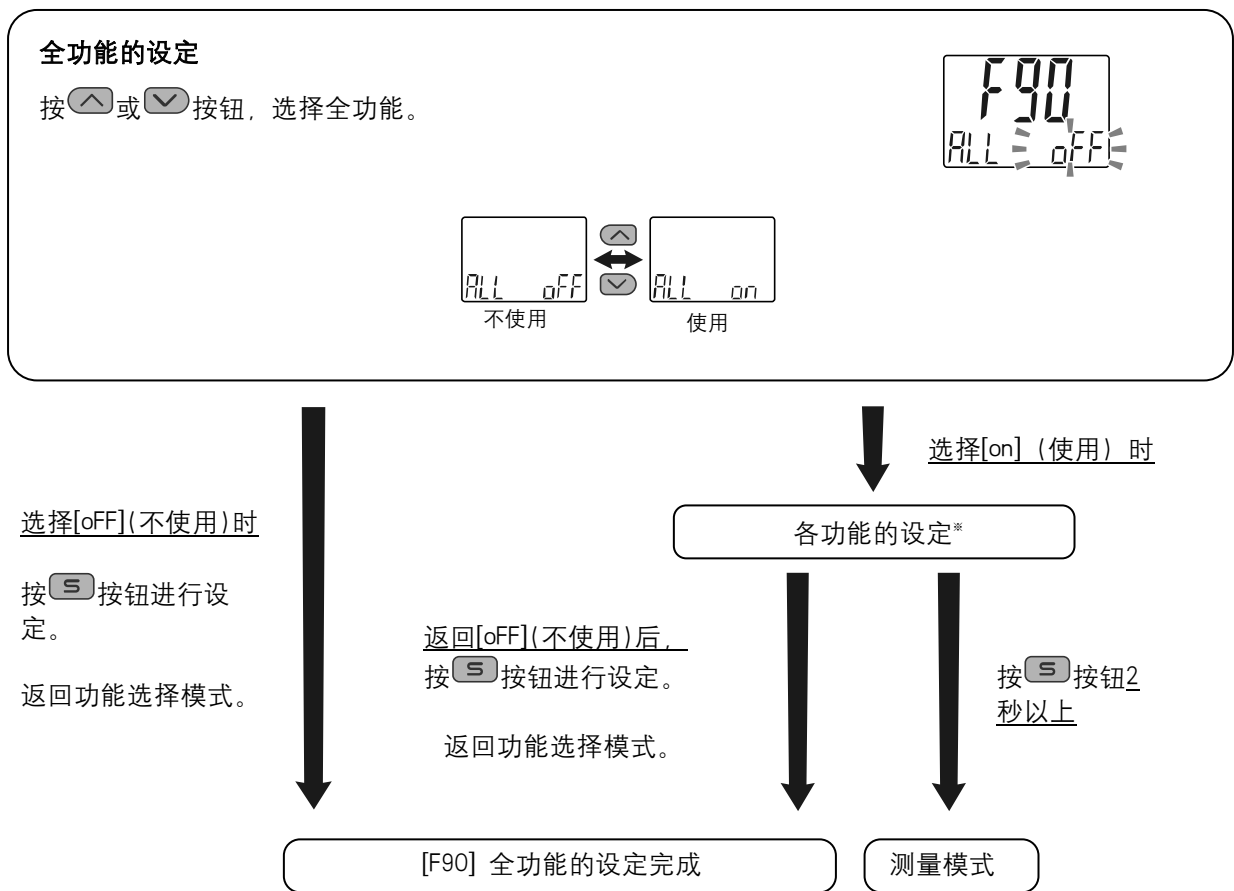 全功能的设定
按或按钮，选择全功能。
F90
ALL oFF
ALL oFF
ALL on
不使用
使用
选择[on]（使用）时
各功能的设定※
选择[oFF](不使用)时
按S按钮进行设
定。
返回功能选择模式。
返回[oFF](不使用)后，
按S按钮进行设定。
返回功能选择模式。
按S按钮2
秒以上
[F90] 全功能的设定完成
测量模式